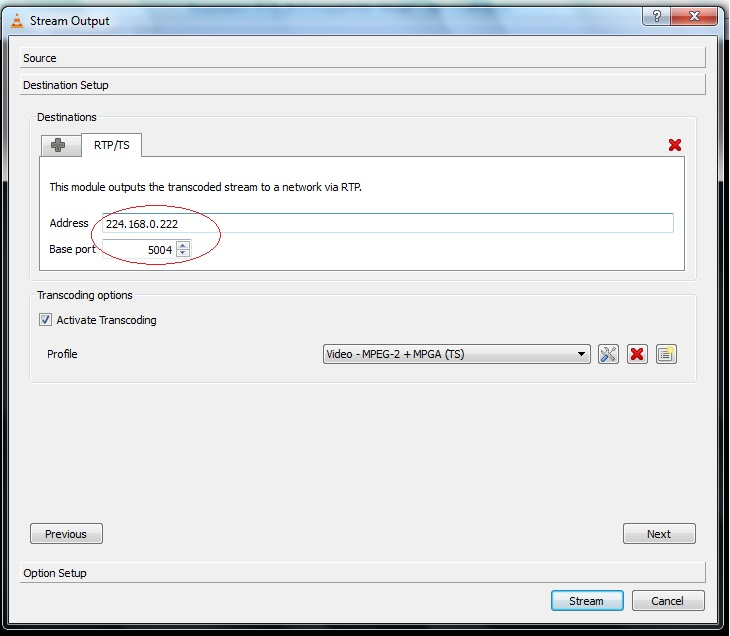 Stream Output
Source
Destination Setup
Destinations
RTP/TS
This module outputs the transcoded stream to a network via RTP.
Address 224.168.0.222
Base port 5004
Transcoding options
Activate Transcoding
Profile Video - MPEG-2 + MPGA (TS)
Previous Next
Option Setup
Stream Cancel